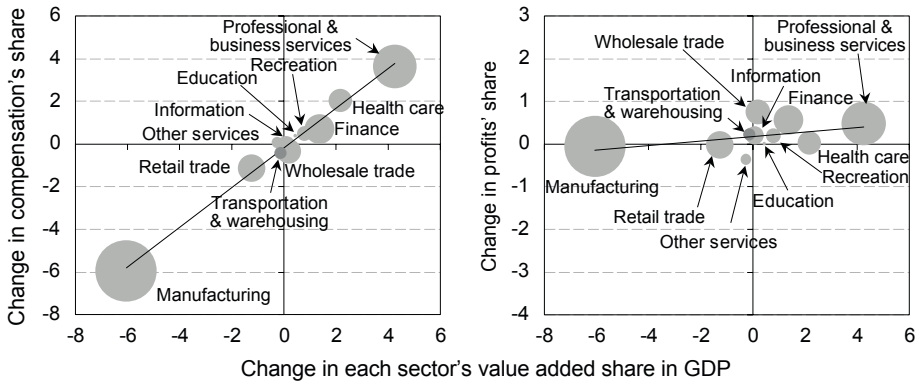 Change in compensation's share
6
4
2
0
-2
-4
-6
-8
Professional &
business services
Recreation
Education
Information
Other services
Health care
Finance
Retail trade
Wholesale trade
Transportation
& warehousing
Manufacturing
-8 -6 -4 -2 0 2 4 6
Change in profits' share
3
2
1
0
-1
-2
-3
-4
Professional &
business services
Wholesale trade
Information
Transportation
& warehousing
Finance
Manufacturing
Health care
Recreation
Education
Retail trade
Other services
-8 -6 -4 -2 0 2 4 6
Change in each sector's value added share in GDP